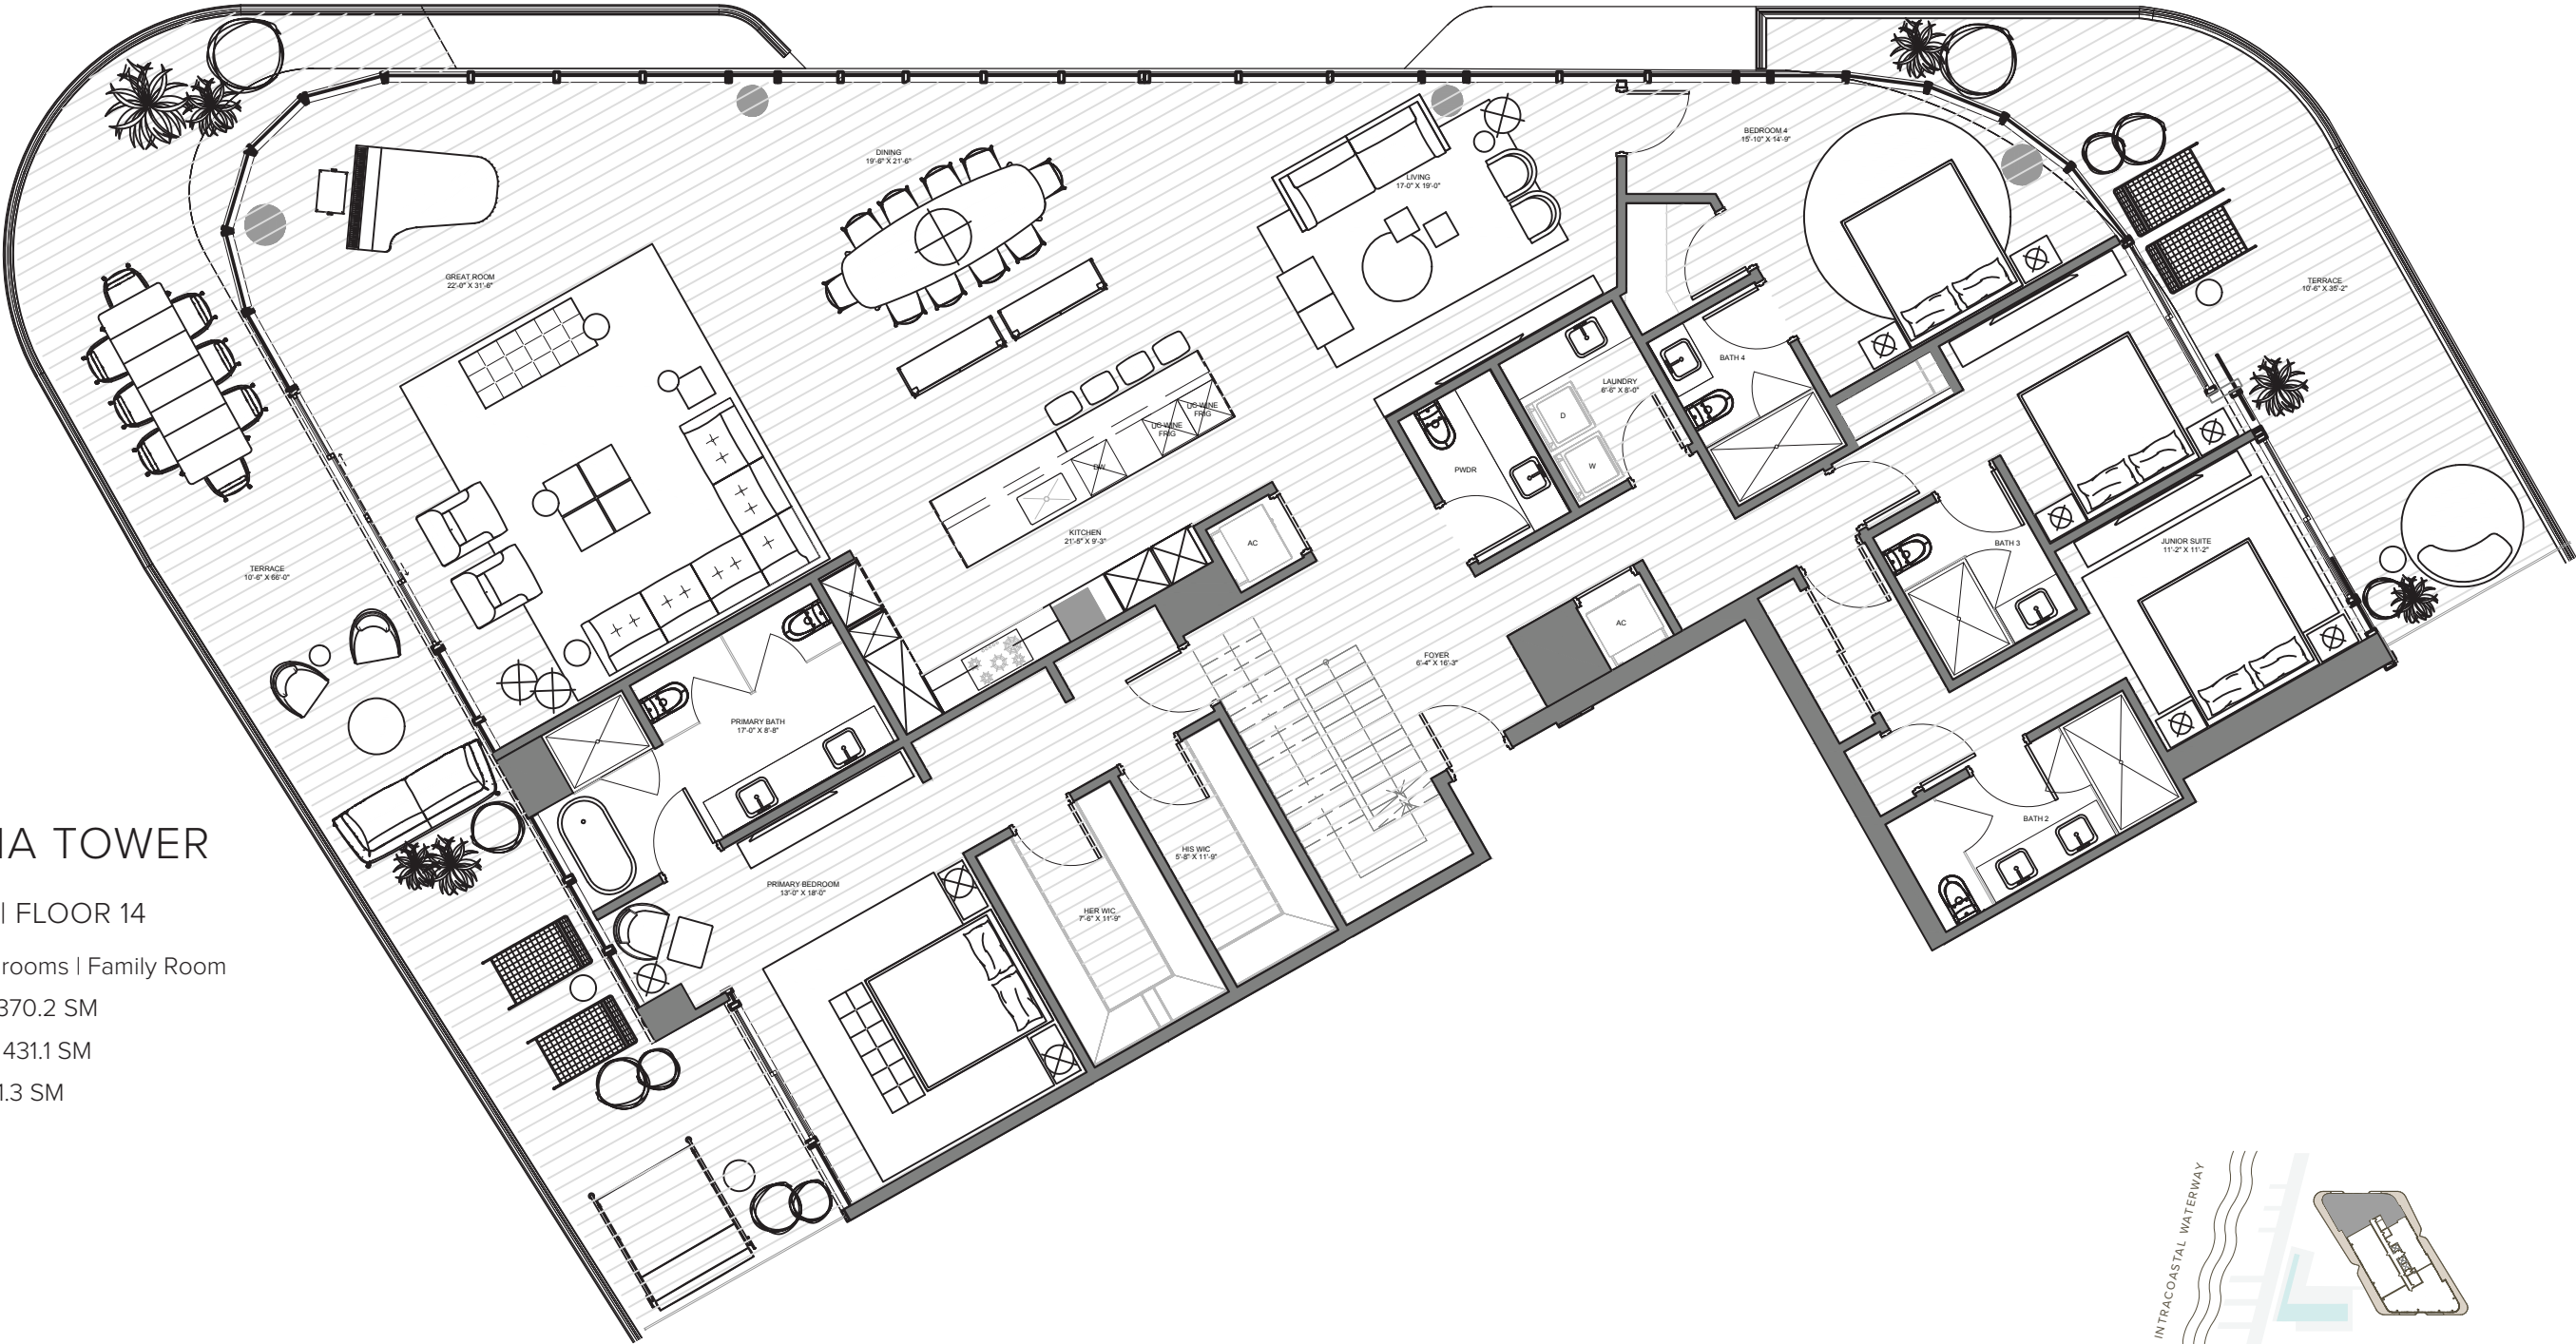 DINING
19'-6" X 21'-6"
BEDROOM 4
15'-10" X 14'-9"
LIVING
17'-0" X 19'-0"
GREAT ROOM
22'-0" X 31'-6"
TERRACE
10'-6" X 35'-2"
BATH 4
LAUNDRY
6'-6" X 8'-0"
D
W
UC WINE
FRIG
UC WINE
FRIG
DW
PWDR
KITCHEN
21'-5" X 9'-3"
AC
BATH 3
JUNIOR SUITE
11'-2" X 11'-2"
TERRACE
10'-6" X 66'-0"
AC
FOYER
6'-4" X 16'-3"
PRIMARY BATH
17'-0" X 8'-8"
BATH 2
HIS WIC
5'-8" X 11'-9"
PRIMARY BEDROOM
13'-0" X 18'-0"
HER WIC
7'-6" X 11'-9"
IA TOWER
| FLOOR 14
rooms | Family Room
370.2 SM
431.1 SM
1.3 SM
INTRACOASTAL WATERWAY